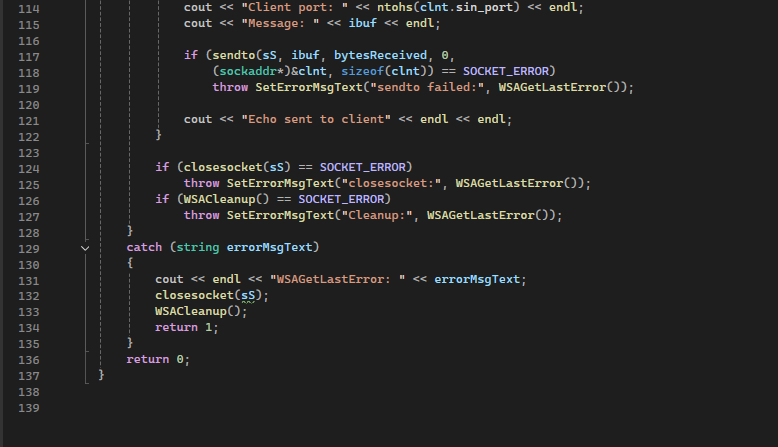 114 cout << "Client port: " << ntohs(clnt.sin_port) << endl;
115 cout << "Message: " << ibuf << endl;
116
117 if (sendto(sS, ibuf, bytesReceived, 0,
118 (sockaddr*)&clnt, sizeof(clnt)) == SOCKET_ERROR)
119 throw SetErrorMsgText("sendto failed:", WSAGetLastError());
120
121 cout << "Echo sent to client" << endl << endl;
122 }
123
124 if (closesocket(sS) == SOCKET_ERROR)
125 throw SetErrorMsgText("closesocket:", WSAGetLastError());
126 if (WSACleanup() == SOCKET_ERROR)
127 throw SetErrorMsgText("Cleanup:", WSAGetLastError());
128 }
129 catch (string errorMsgText)
130 {
131 cout << endl << "WSAGetLastError: " << errorMsgText;
132 closesocket(sS);
133 WSACleanup();
134 return 1;
135 }
136 return 0;
137 }
138
139